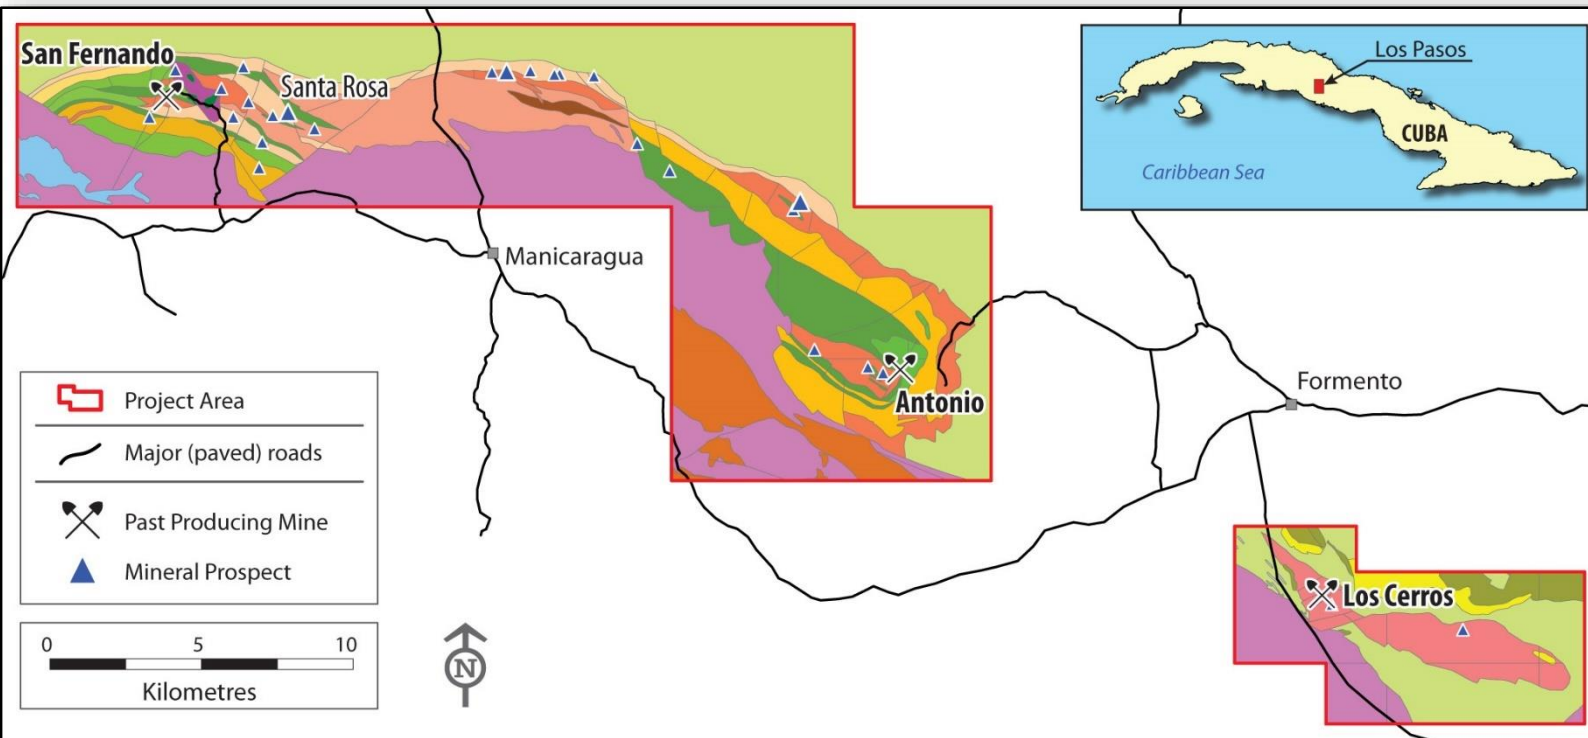 San Fernando
Santa Rosa
Los Pasos
CUBA
Caribbean Sea
Manicaragua
Antonio
Formento
Los Cerros
Project Area
Major (paved) roads
Past Producing Mine
Mineral Prospect
0 5 10
Kilometres
N